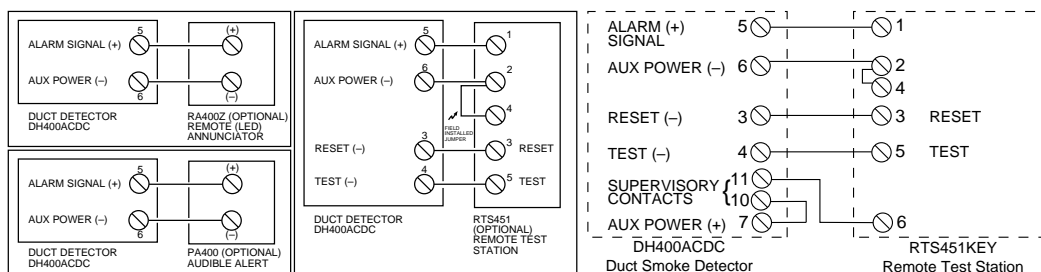 5 (+)
ALARM SIGNAL (+)
AUX POWER (–)
6 (–)
DUCT DETECTOR
DH400ACDC
RA400Z (OPTIONAL)
REMOTE (LED)
ANNUNCIATOR
5 (+)
ALARM SIGNAL (+)
AUX POWER (–)
6 (–)
DUCT DETECTOR
DH400ACDC
PA400 (OPTIONAL)
AUDIBLE ALERT
ALARM SIGNAL (+) 5 1
AUX POWER (–) 6 2
4
FIELD
INSTALLED
JUMPER
RESET (–) 3 3 RESET
TEST (–) 4 5 TEST
DUCT DETECTOR
DH400ACDC
RTS451
(OPTIONAL)
REMOTE TEST
STATION
ALARM (+) 5 1
SIGNAL
AUX POWER (–) 6 2
4
RESET (–) 3 3 RESET
TEST (–) 4 5 TEST
SUPERVISORY { 11
CONTACTS 10
AUX POWER (+) 7 6
DH400ACDC
Duct Smoke Detector
RTS451KEY
Remote Test Station